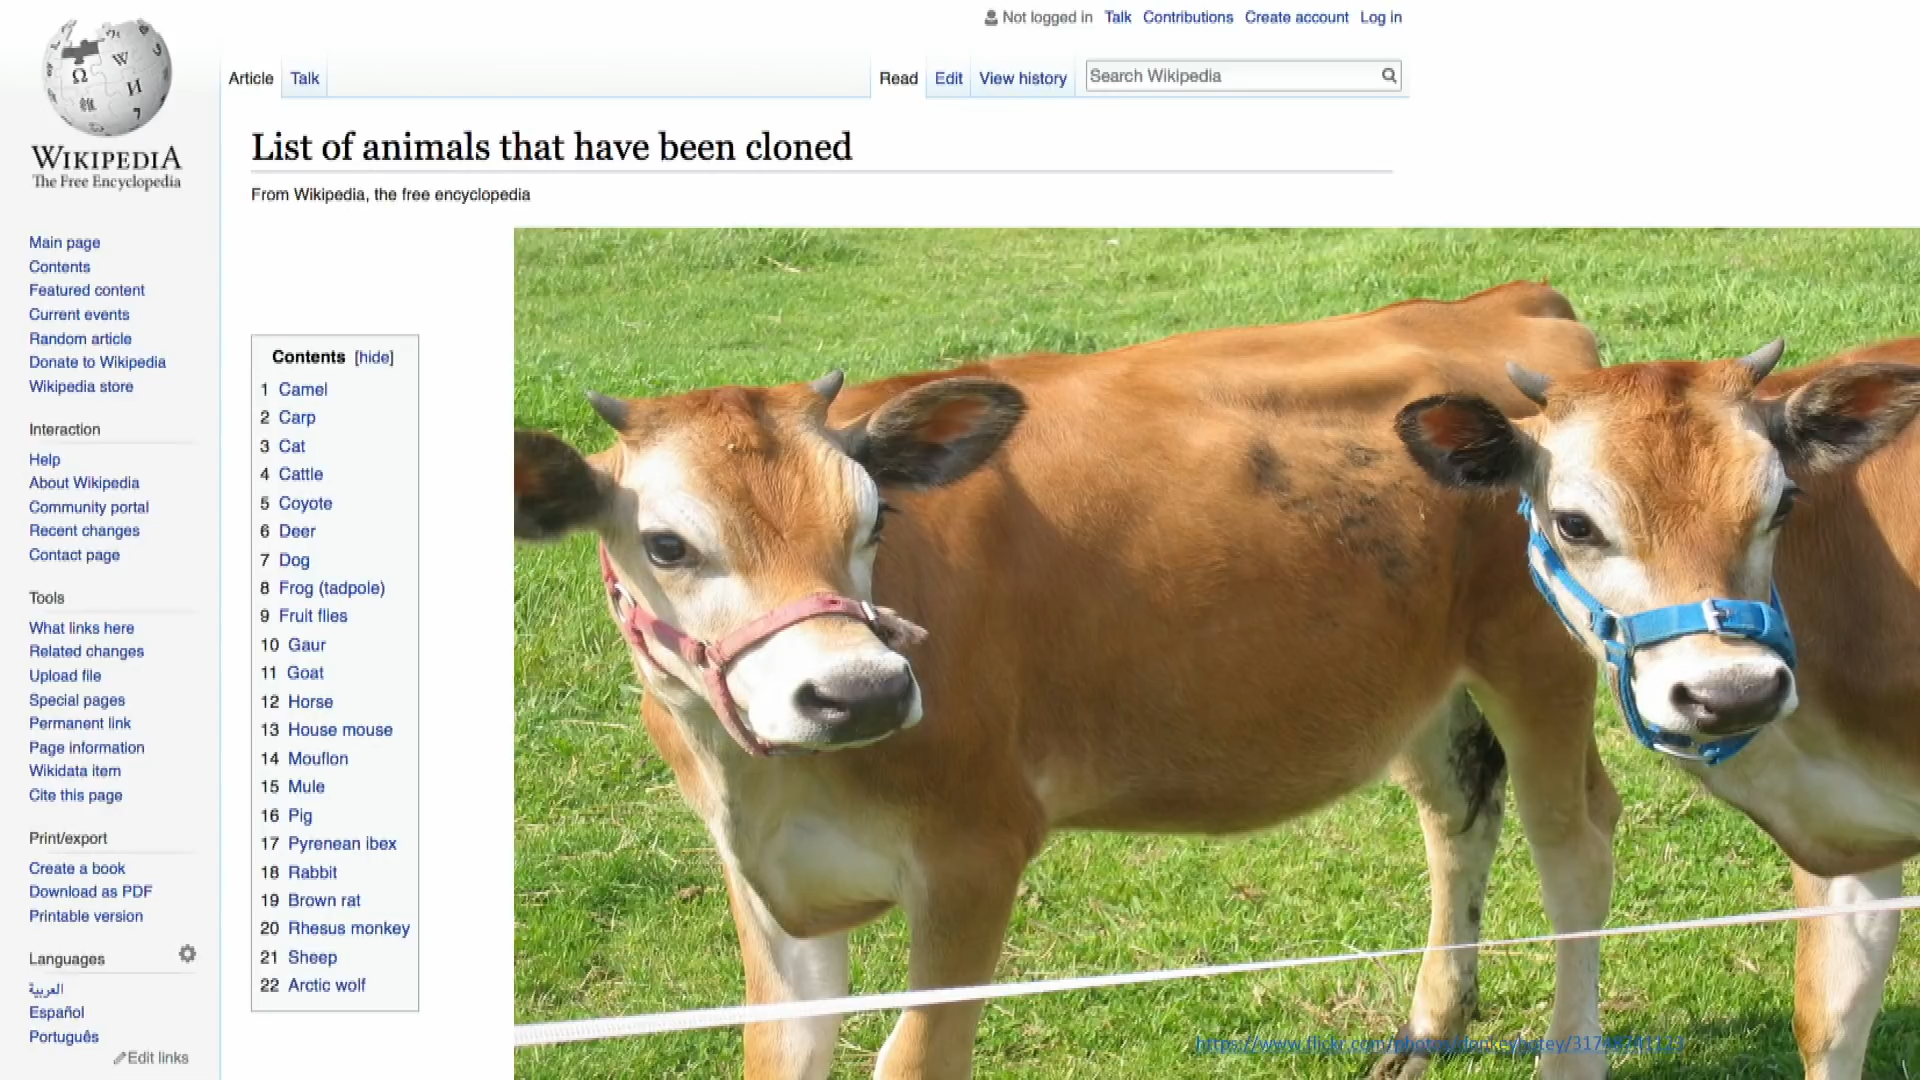 Not logged in Talk Contributions Create account Log in
Article Talk Read Edit View history Search Wikipedia
WIKIPEDIA
The Free Encyclopedia
List of animals that have been cloned
From Wikipedia, the free encyclopedia
Main page
Contents
Featured content
Current events
Random article
Donate to Wikipedia
Wikipedia store
Interaction
Help
About Wikipedia
Community portal
Recent changes
Contact page
Tools
What links here
Related changes
Upload file
Special pages
Permanent link
Page information
Wikidata item
Cite this page
Print/export
Create a book
Download as PDF
Printable version
Languages
العربية
Español
Português
Edit links
Contents [hide]
1 Camel
2 Carp
3 Cat
4 Cattle
5 Coyote
6 Deer
7 Dog
8 Frog (tadpole)
9 Fruit flies
10 Gaur
11 Goat
12 Horse
13 House mouse
14 Mouflon
15 Mule
16 Pig
17 Pyrenean ibex
18 Rabbit
19 Brown rat
20 Rhesus monkey
21 Sheep
22 Arctic wolf